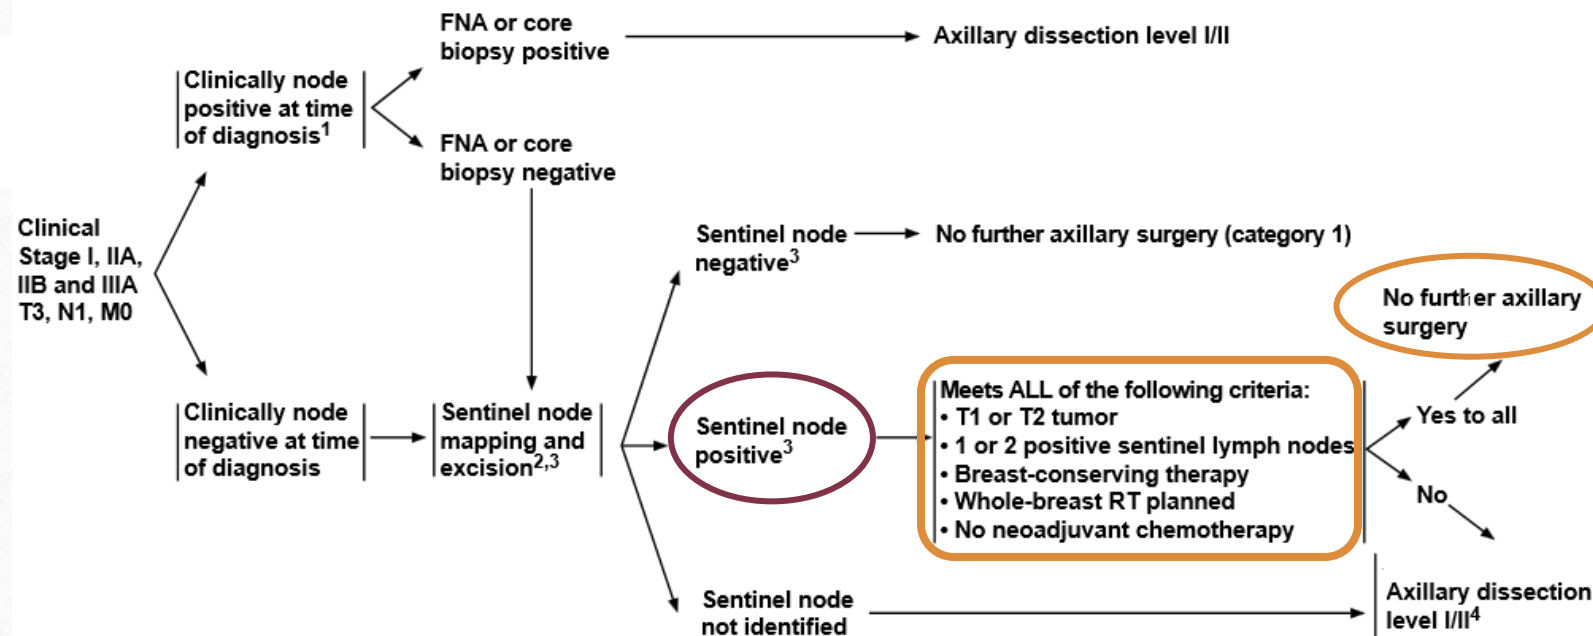 FNA or core
biopsy positive
Axillary dissection level I/II
Clinically node
positive at time
of diagnosis1
FNA or core
biopsy negative
Clinical
Stage I, IIA,
IIB and IIIA
T3, N1, M0
Sentinel node
negative3
No further axillary surgery (category 1)
No further axillary
surgery
Clinically node
negative at time
of diagnosis
Sentinel node
mapping and
excision2,3
Sentinel node
positive3
Meets ALL of the following criteria:
• T1 or T2 tumor
• 1 or 2 positive sentinel lymph nodes
• Breast-conserving therapy
• Whole-breast RT planned
• No neoadjuvant chemotherapy
Yes to all
No
Sentinel node
not identified
Axillary dissection
level I/II4